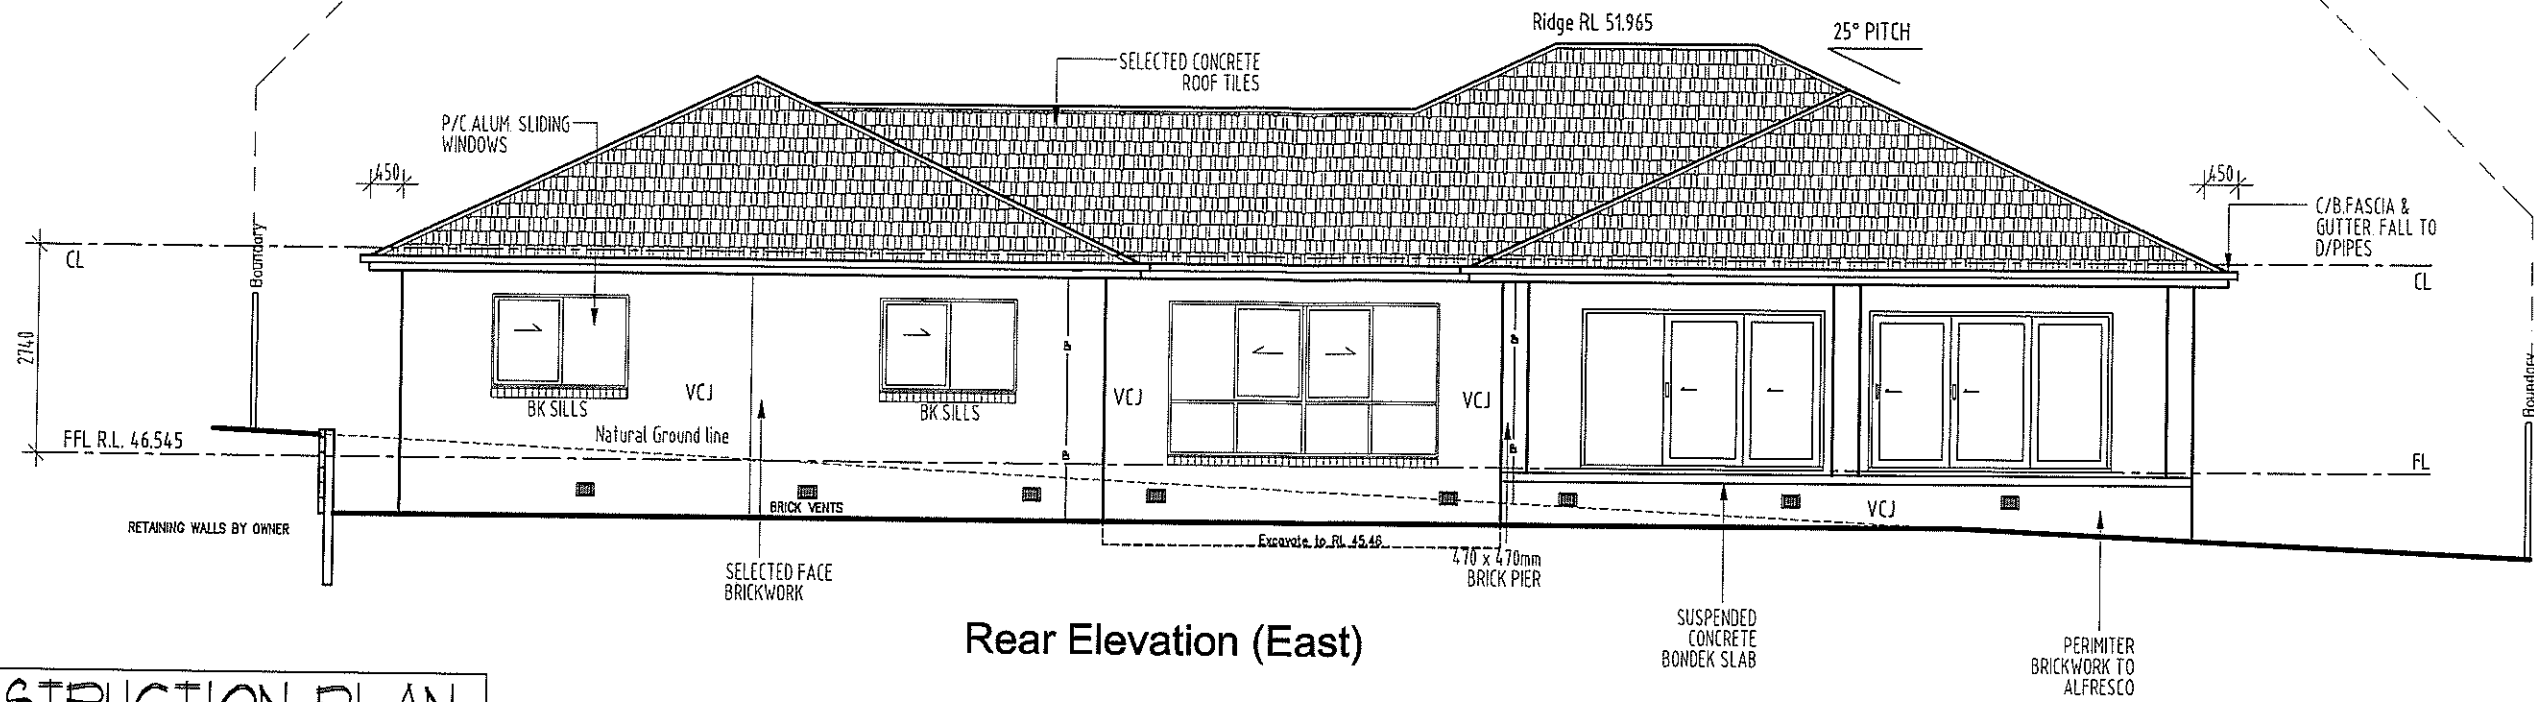 Ridge RL 51.965
25° PITCH
SELECTED CONCRETE
ROOF TILES
P/C.ALUM. SLIDING
WINDOWS
450
450
C/B.FASCIA &
GUTTER. FALL TO
D/PIPES
CL
CL
Boundary
Boundary
2740
VCJ
VCJ
VCJ
BK.SILLS
BK.SILLS
Natural Ground line
FFL R.L. 46.545
FL
BRICK VENTS
VCJ
RETAINING WALLS BY OWNER
Excavate to RL 45.46
470 x 470mm
BRICK PIER
SELECTED FACE
BRICKWORK
SUSPENDED
CONCRETE
BONDEK SLAB
PERIMITER
BRICKWORK TO
ALFRESCO
Rear Elevation (East)
STRUCTION PLAN